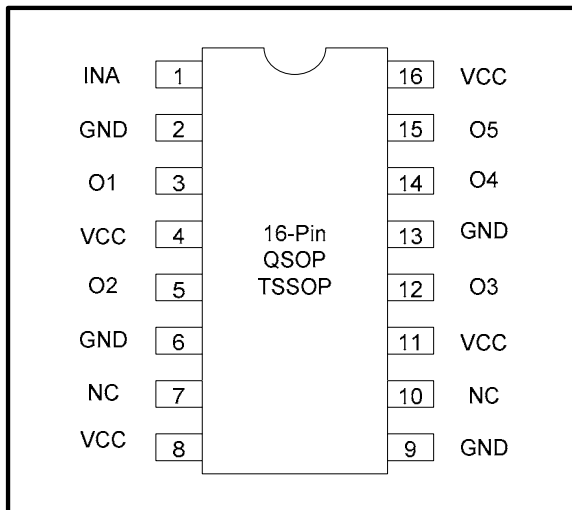 INA 1 16 VCC
GND 2 15 O5
O1 3 14 O4
VCC 4 13 GND
16-Pin
QSOP
TSSOP
O2 5 12 O3
GND 6 11 VCC
NC 7 10 NC
VCC 8 9 GND